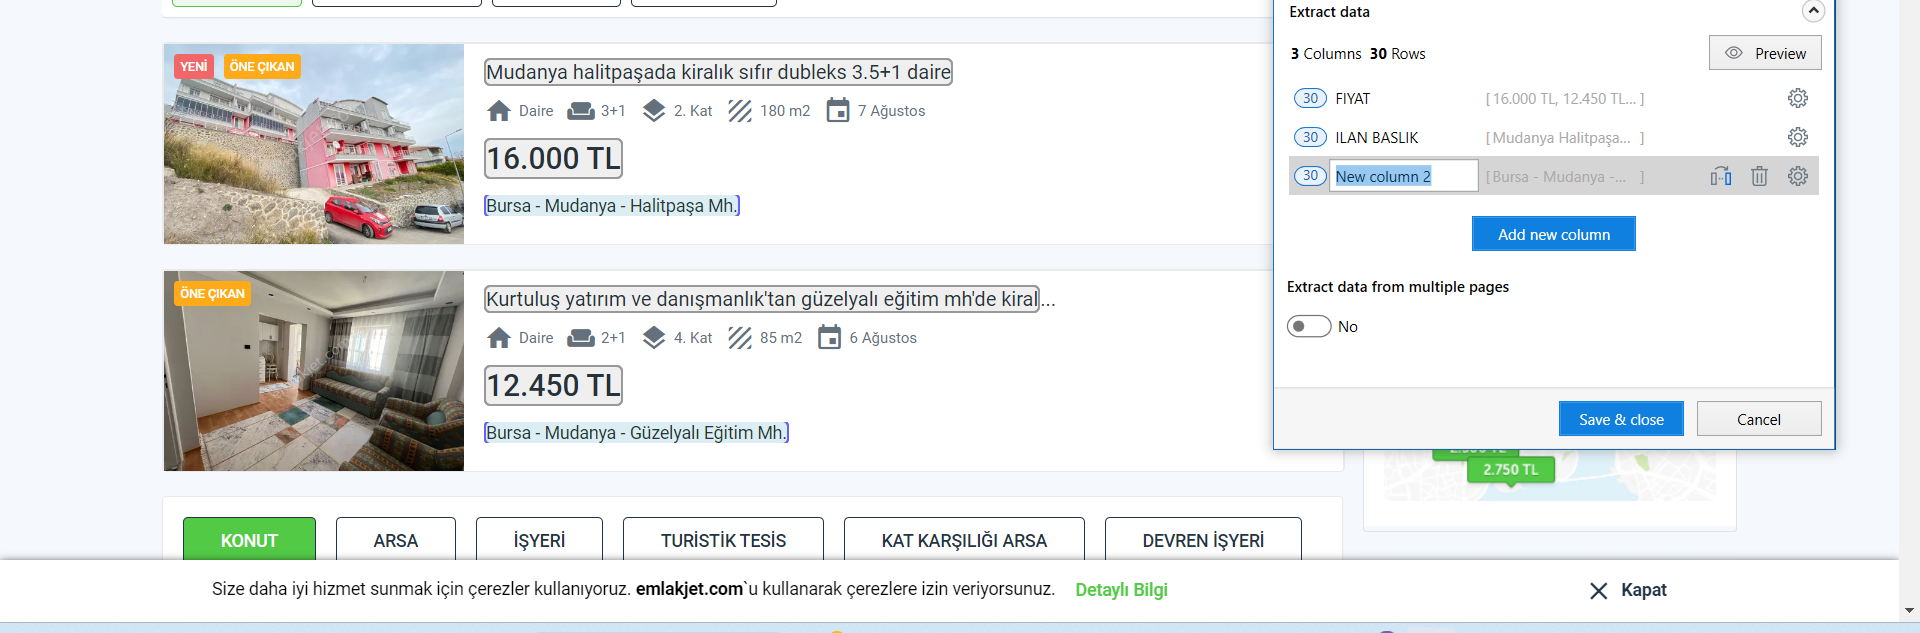 Extract data
3 Columns 30 Rows
Preview
30 FIYAT [ 16.000 TL, 12.450 TL... ]
30 ILAN BASLIK [ Mudanya Halitpaşa... ]
30 New column 2 [ Bursa - Mudanya -... ]
Add new column
Extract data from multiple pages
No
Save & close
Cancel
YENİ
ÖNE ÇIKAN
Mudanya halitpaşada kiralık sıfır dubleks 3.5+1 daire
Daire 3+1 2. Kat 180 m2 7 Ağustos
16.000 TL
Bursa - Mudanya - Halitpaşa Mh.
ÖNE ÇIKAN
Kurtuluş yatırım ve danışmanlık'tan güzelyalı eğitim mh'de kiral...
Daire 2+1 4. Kat 85 m2 6 Ağustos
12.450 TL
Bursa - Mudanya - Güzelyalı Eğitim Mh.
2.750 TL
KONUT
ARSA
İŞYERİ
TURİSTİK TESİS
KAT KARŞILIĞI ARSA
DEVREN İŞYERİ
Size daha iyi hizmet sunmak için çerezler kullanıyoruz. emlakjet.com`u kullanarak çerezlere izin veriyorsunuz. Detaylı Bilgi
Kapat